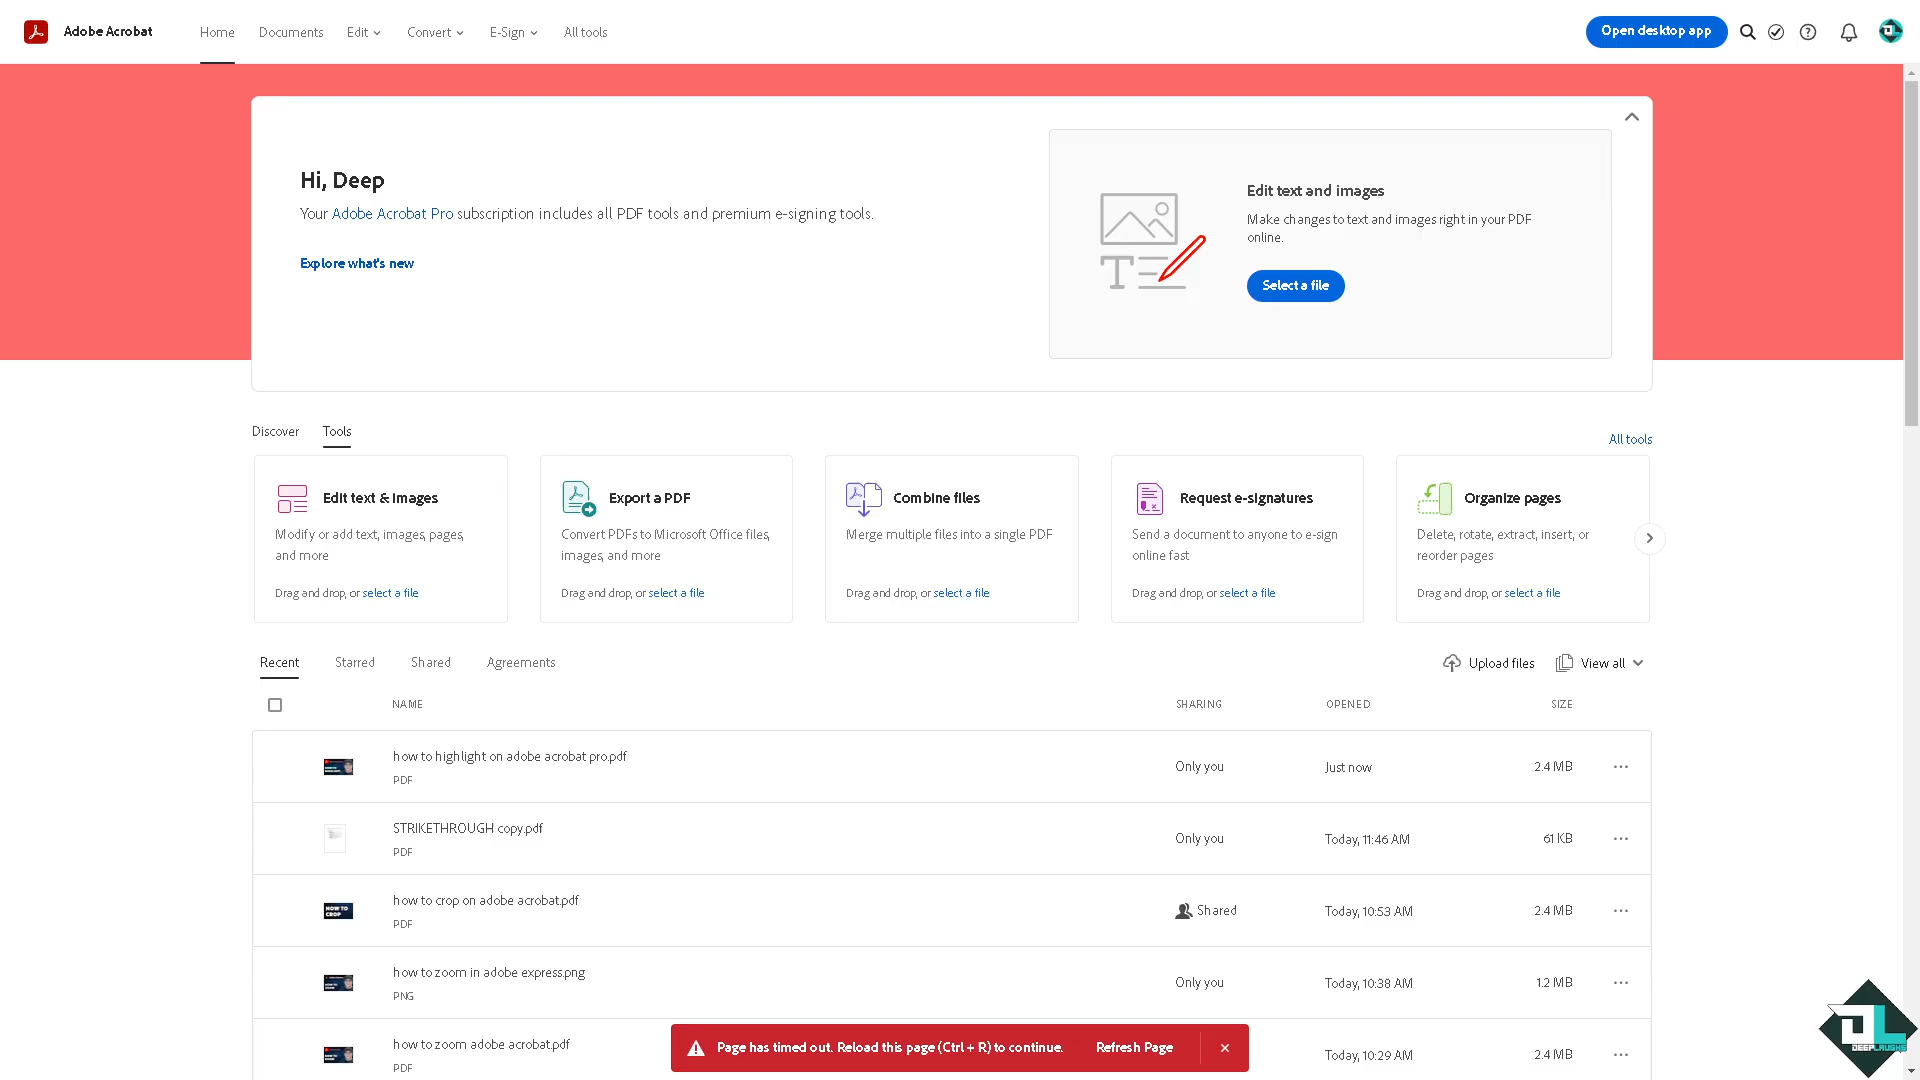 Adobe Acrobat
Home
Documents
Edit
Convert
E-Sign
All tools
Open desktop app
Hi, Deep
Your Adobe Acrobat Pro subscription includes all PDF tools and premium e-signing tools.
Explore what's new
Edit text and images
Make changes to text and images right in your PDF
online.
Select a file
Discover
Tools
All tools
Edit text & images
Modify or add text, images, pages,
and more
Drag and drop, or select a file
Export a PDF
Convert PDFs to Microsoft Office files,
images, and more
Drag and drop, or select a file
Combine files
Merge multiple files into a single PDF
Drag and drop, or select a file
Request e-signatures
Send a document to anyone to e-sign
online fast
Drag and drop, or select a file
Organize pages
Delete, rotate, extract, insert, or
reorder pages
Drag and drop, or select a file
Recent
Starred
Shared
Agreements
Upload files
View all
NAME
SHARING
OPENED
SIZE
how to highlight on adobe acrobat pro.pdf
PDF
Only you
Just now
2.4 MB
STRIKETHROUGH copy.pdf
PDF
Only you
Today, 11:46 AM
61 KB
HOW TO
CROP
how to crop on adobe acrobat.pdf
PDF
Shared
Today, 10:53 AM
2.4 MB
how to zoom in adobe express.png
PNG
Only you
Today, 10:38 AM
1.2 MB
how to zoom adobe acrobat.pdf
PDF
Today, 10:29 AM
2.4 MB
Page has timed out. Reload this page (Ctrl + R) to continue.
Refresh Page
DL
DEEPLAUGHS